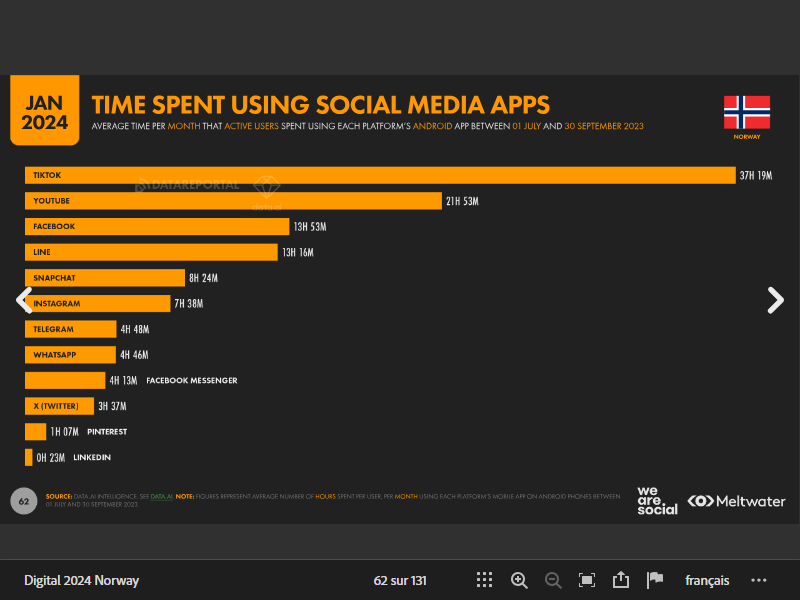 JAN
2024
TIME SPENT USING SOCIAL MEDIA APPS
AVERAGE TIME PER MONTH THAT ACTIVE USERS SPENT USING EACH PLATFORM'S ANDROID APP BETWEEN 01 JULY AND 30 SEPTEMBER 2023
NORWAY
TIKTOK 37H 19M
DATAREPORTAL
YOUTUBE 21H 53M
FACEBOOK 13H 53M
LINE 13H 16M
SNAPCHAT 8H 24M
INSTAGRAM 7H 38M
TELEGRAM 4H 48M
WHATSAPP 4H 46M
4H 13M FACEBOOK MESSENGER
X (TWITTER) 3H 37M
1H 07M PINTEREST
0H 23M LINKEDIN
62
SOURCE: DATA.AI INTELLIGENCE. SEE DATA.AI. NOTE: FIGURES REPRESENT AVERAGE NUMBER OF HOURS SPENT PER USER, PER MONTH USING EACH PLATFORM'S MOBILE APP ON ANDROID PHONES BETWEEN
01 JULY AND 30 SEPTEMBER 2023.
we
are
social
Meltwater
Digital 2024 Norway
62 sur 131
français